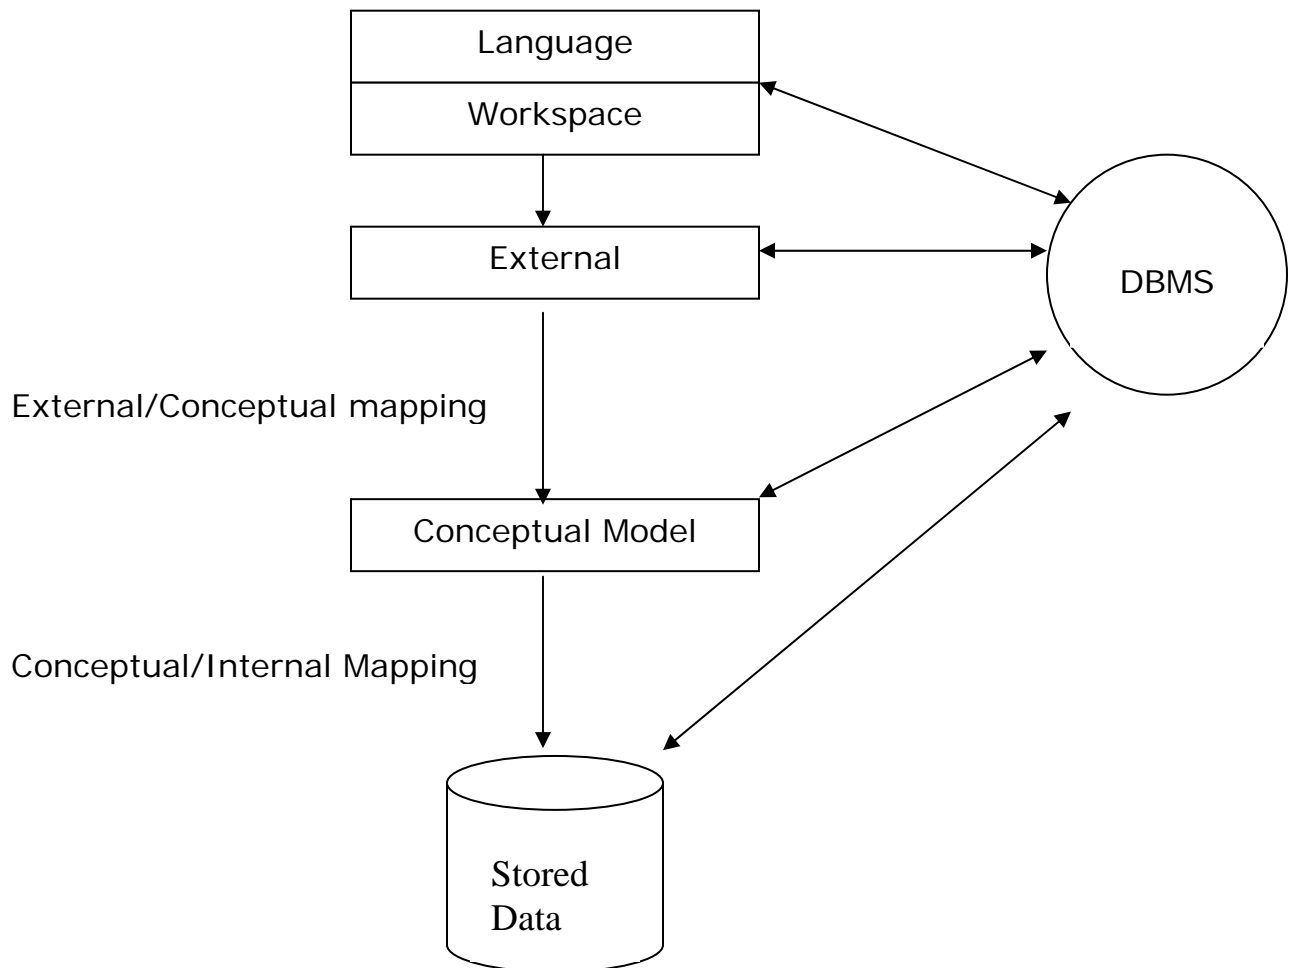 Language
Workspace
External
DBMS
External/Conceptual mapping
Conceptual Model
Conceptual/Internal Mapping
Stored
Data